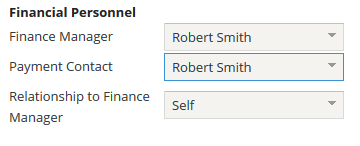 Financial Personnel
Finance Manager Robert Smith
Payment Contact Robert Smith
Relationship to Finance Manager Self